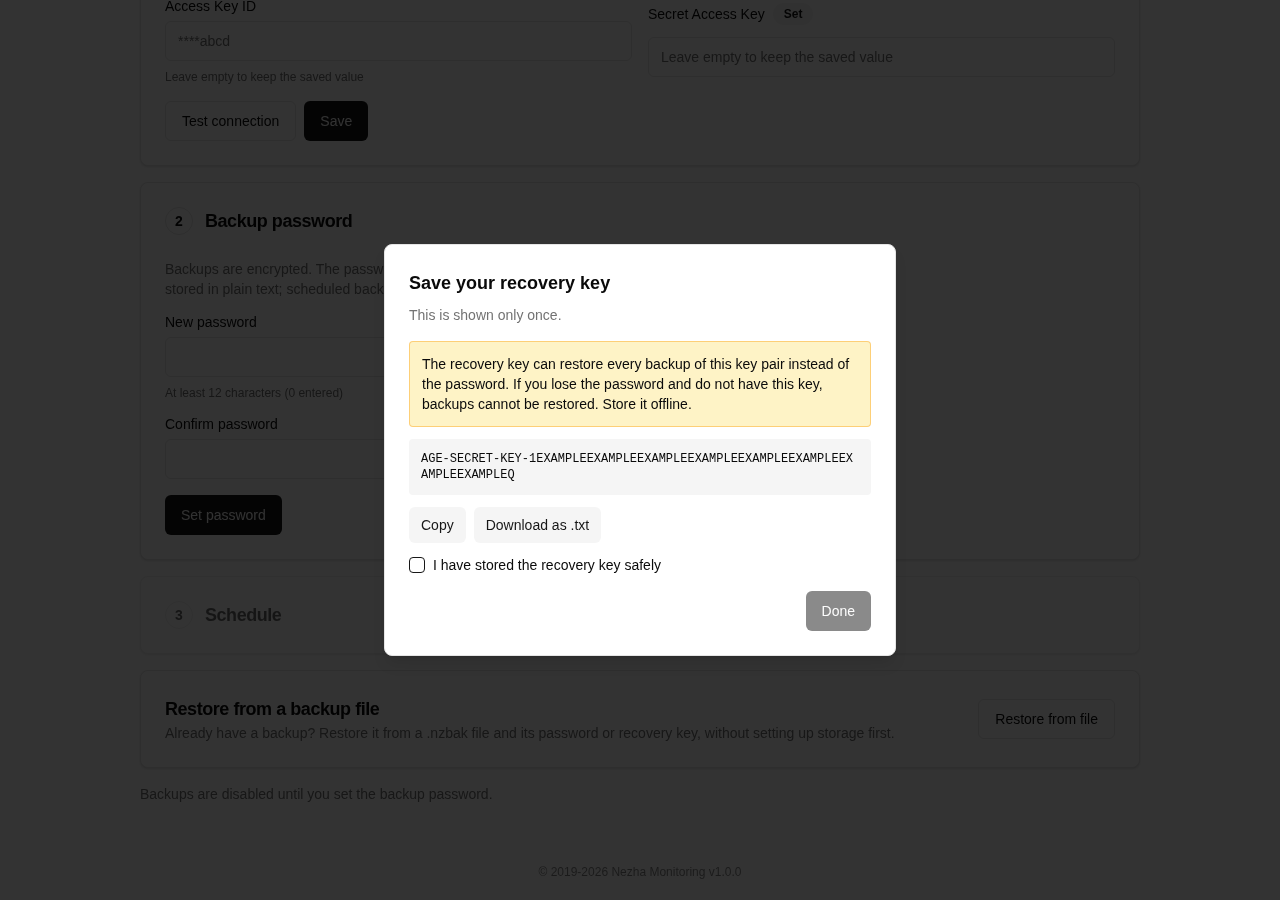 Access Key ID
Secret Access Key Set
****abcd
Leave empty to keep the saved value
Leave empty to keep the saved value
Test connection
Save
2
Backup password
Backups are encrypted. The passw
stored in plain text; scheduled back
New password
At least 12 characters (0 entered)
Confirm password
Set password
Save your recovery key
This is shown only once.
The recovery key can restore every backup of this key pair instead of
the password. If you lose the password and do not have this key,
backups cannot be restored. Store it offline.
AGE-SECRET-KEY-1EXAMPLEEXAMPLEEXAMPLEEXAMPLEEXAMPLEEXAMPLEEX
AMPLEEXAMPLEQ
Copy
Download as .txt
I have stored the recovery key safely
Done
3
Schedule
Restore from a backup file
Already have a backup? Restore it from a .nzbak file and its password or recovery key, without setting up storage first.
Restore from file
Backups are disabled until you set the backup password.
© 2019-2026 Nezha Monitoring v1.0.0